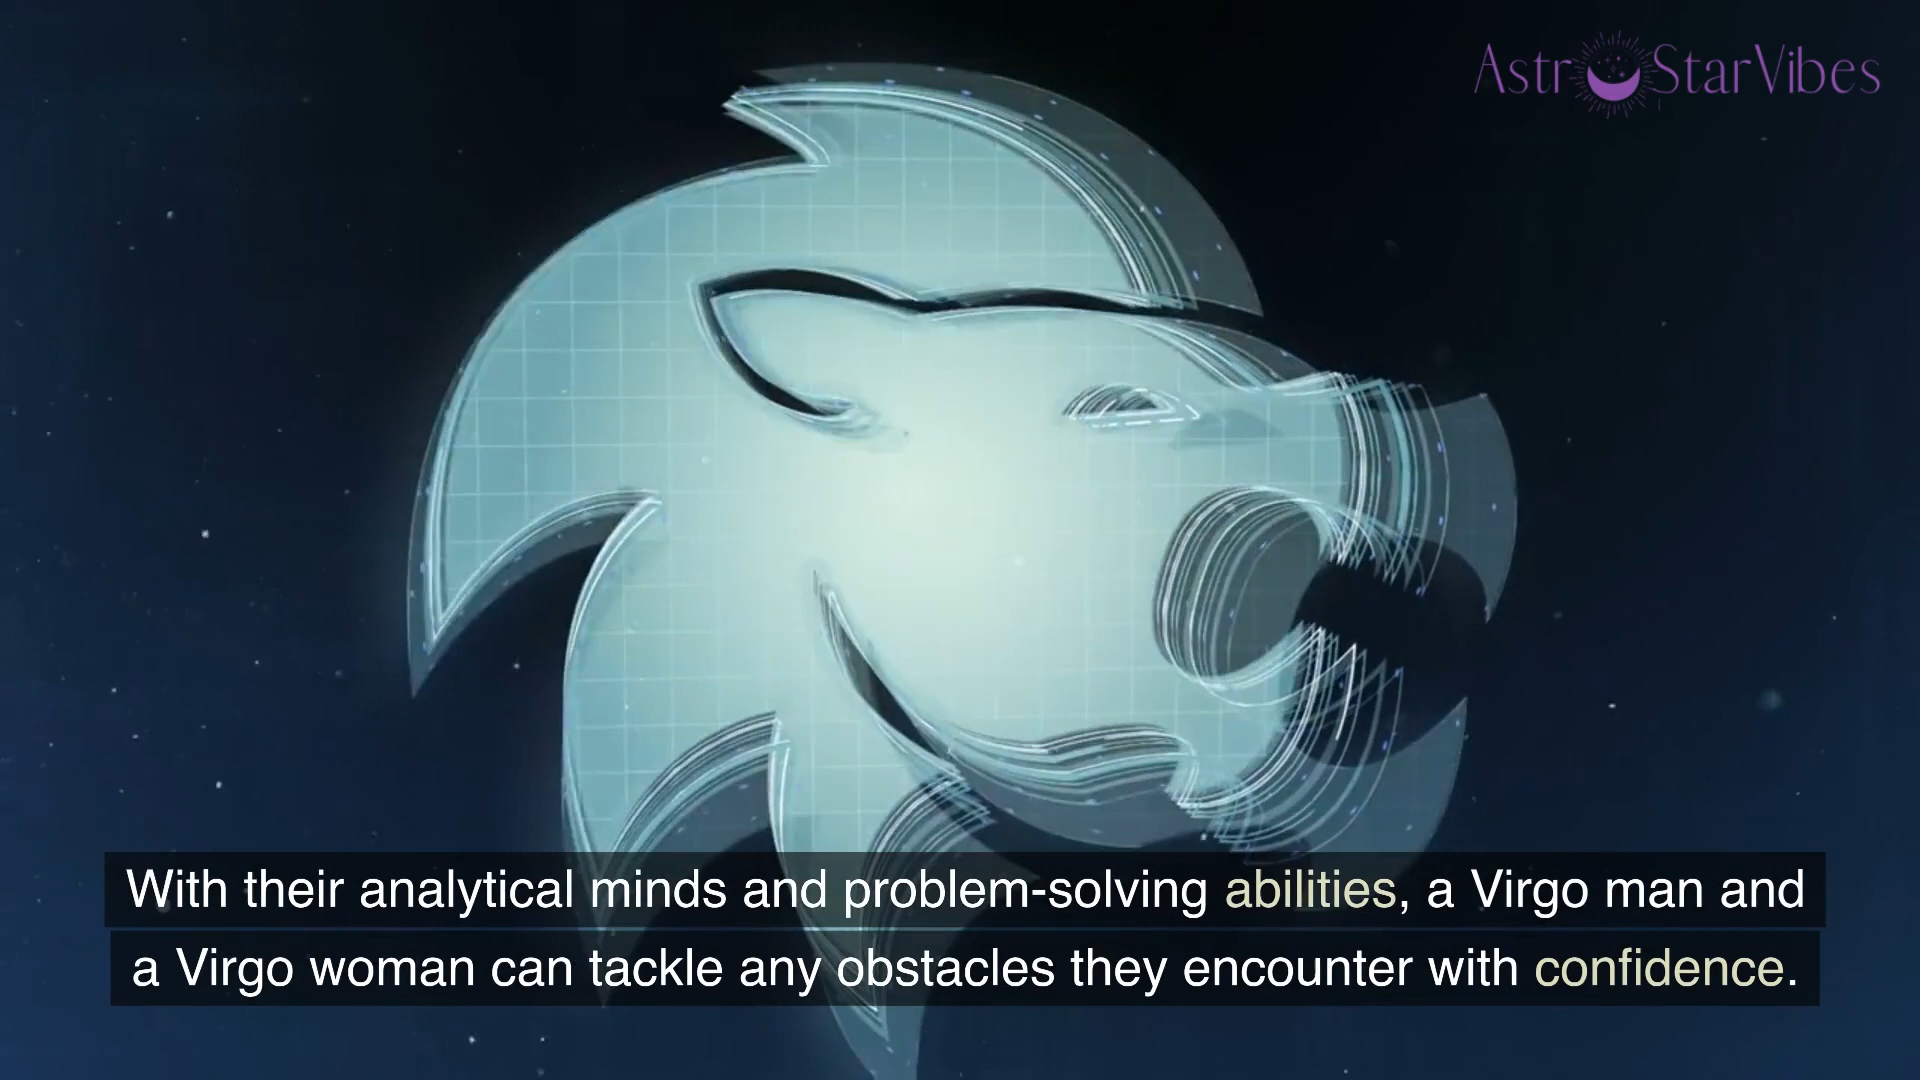 AstroStarVibes
With their analytical minds and problem-solving abilities, a Virgo man and
a Virgo woman can tackle any obstacles they encounter with confidence.